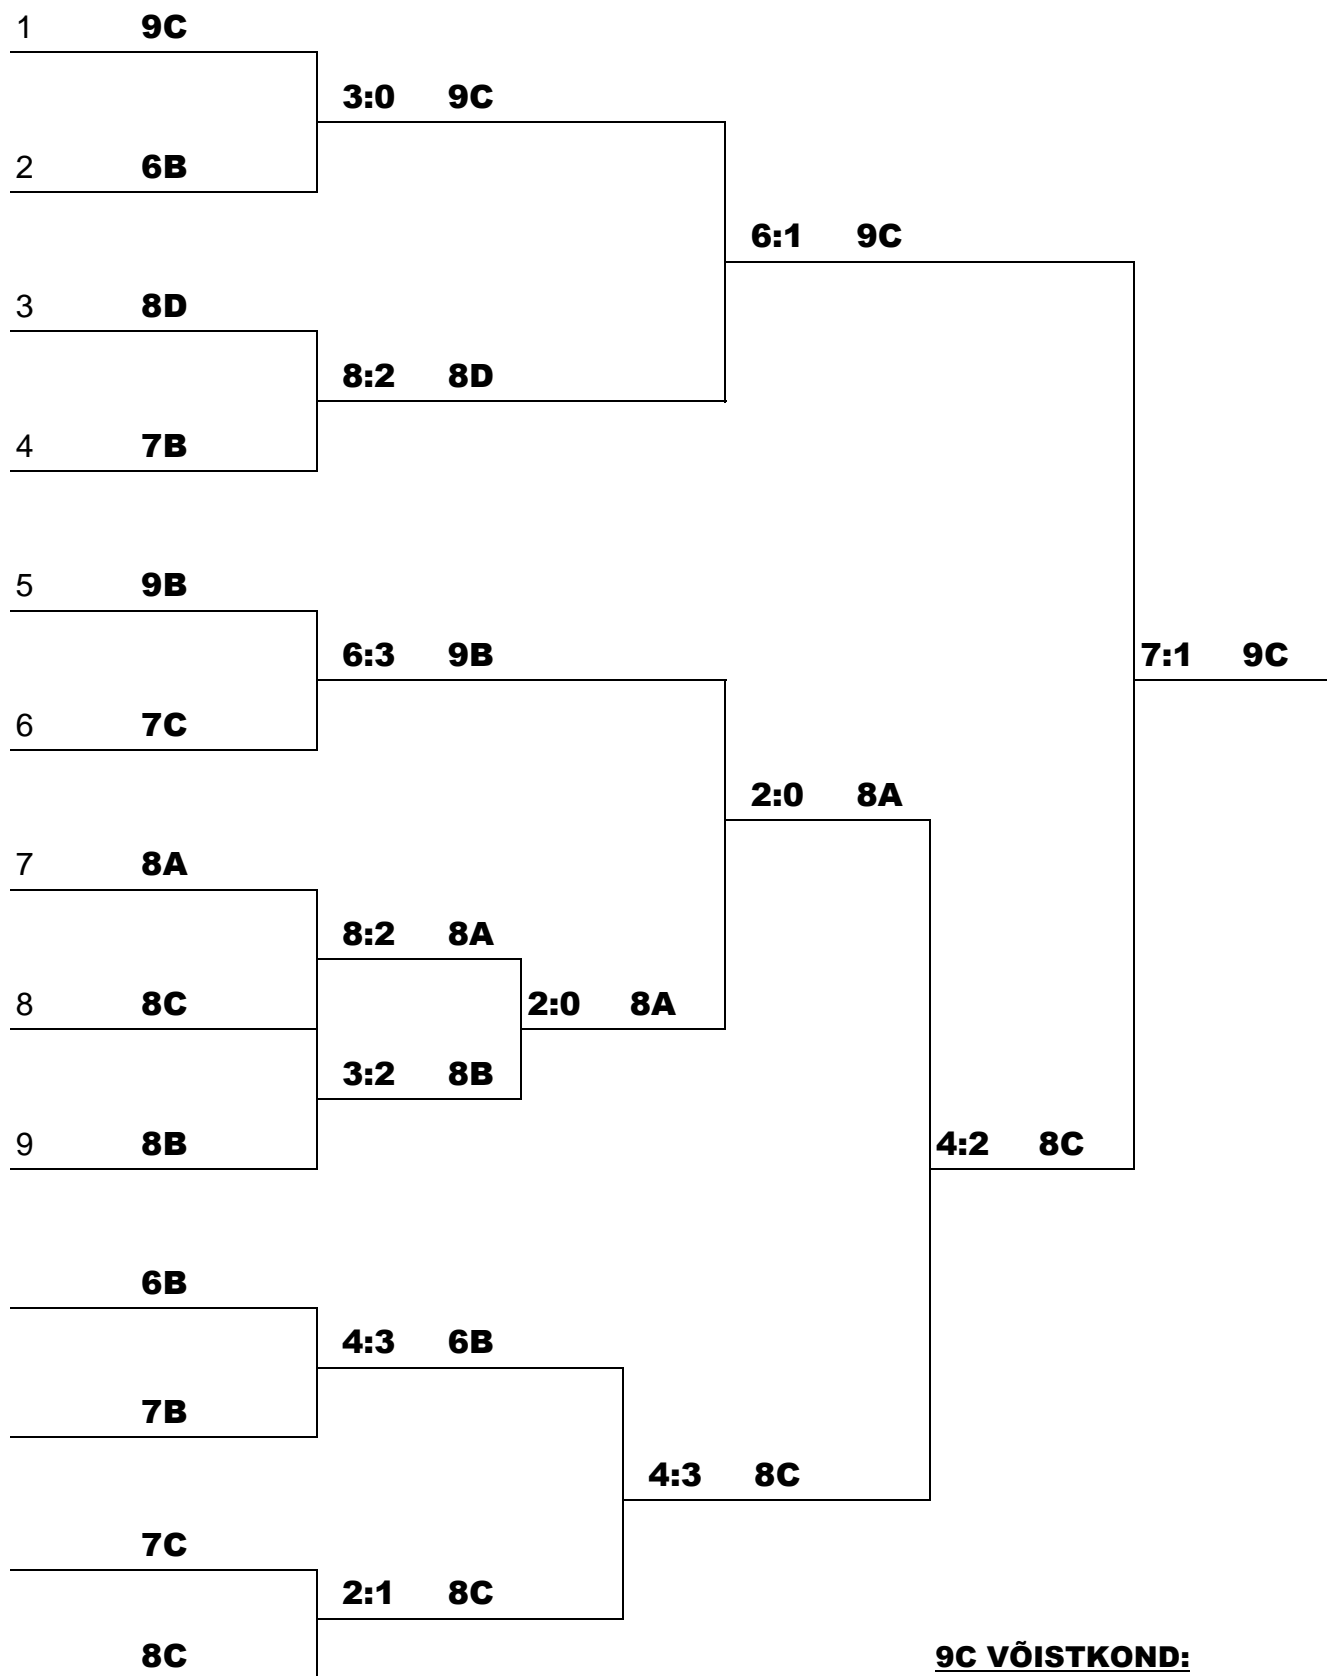 1 9C
3:0 9C
2 6B
6:1 9C
3 8D
8:2 8D
4 7B
5 9B
6:3 9B
7:1 9C
6 7C
2:0 8A
7 8A
8:2 8A
8 8C
2:0 8A
3:2 8B
9 8B
4:2 8C
6B
4:3 6B
7B
4:3 8C
7C
2:1 8C
8C
9C VÕISTKOND: